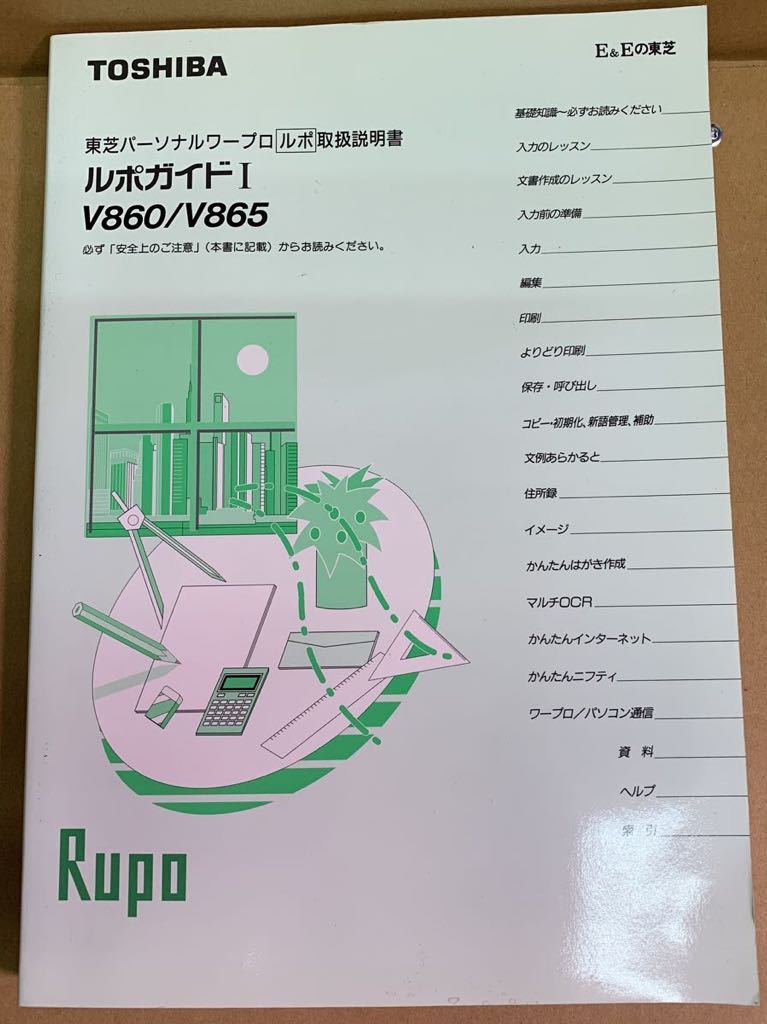 TOSHIBA
E&Eの東芝
東芝パーソナルワープロルポ取扱説明書
ルポガイドI
V860/V865
必ず「安全上のご注意」（本書に記載）からお読みください。
基礎知識〜必ずお読みください
入力のレッスン
文書作成のレッスン
入力前の準備
入力
編集
印刷
よりどり印刷
保存・呼び出し
コピー・初期化、新語管理、補助
文例あらかると
住所録
イメージ
かんたんはがき作成
マルチOCR
かんたんインターネット
かんたんニフティ
ワープロ／パソコン通信
資料
ヘルプ
索引
Rupo